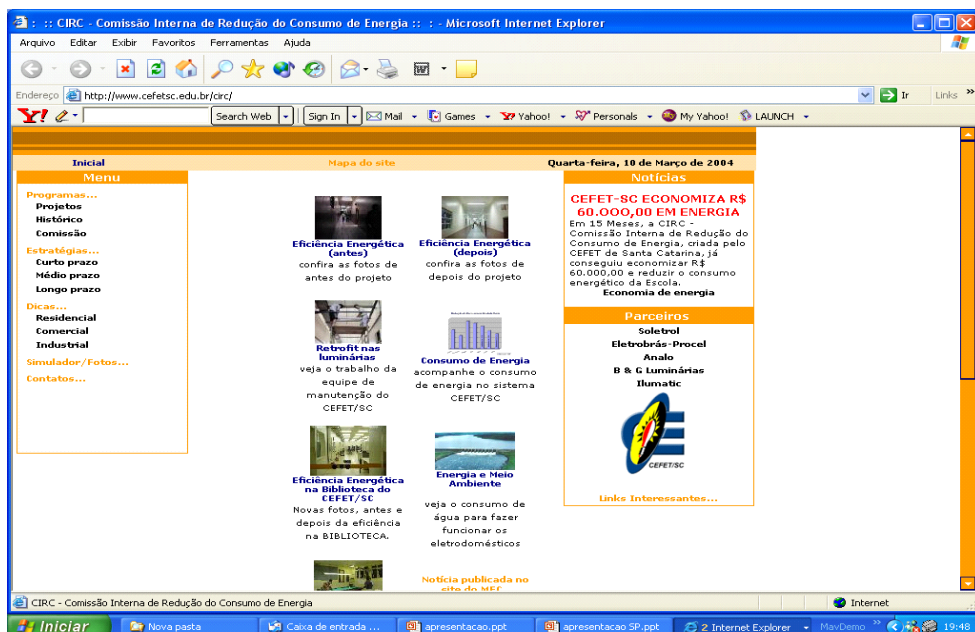 : :: CIRC - Comissão Interna de Redução do Consumo de Energia :: : - Microsoft Internet Explorer
Arquivo Editar Exibir Favoritos Ferramentas Ajuda
Endereço http://www.cefetsc.edu.br/circ/ Ir Links »
Y! Search Web Sign In Mail Games Yahoo! Personals My Yahoo! LAUNCH
Inicial Mapa do site Quarta-feira, 10 de Março de 2004
Menu
Programas...
Projetos
Histórico
Comissão
Estratégias...
Curto prazo
Médio prazo
Longo prazo
Dicas...
Residencial
Comercial
Industrial
Simulador/Fotos...
Contatos...
Eficiência Energética
(antes)
confira as fotos de
antes do projeto
Eficiência Energética
(depois)
confira as fotos de
depois do projeto
Retrofit nas
luminárias
veja o trabalho da
equipe de
manutenção do
CEFET/SC
Consumo de Energia
acompanhe o consumo
de energia no sistema
CEFET/SC
Eficiência Energética
na Biblioteca do
CEFET/SC
Novas fotos, antes e
depois da eficiência
na BIBLIOTECA.
Energia e Meio
Ambiente
veja o consumo de
água para fazer
funcionar os
eletrodomésticos
Notícia publicada no
site do MEC
Notícias
CEFET-SC ECONOMIZA R$
60.000,00 EM ENERGIA
Em 15 Meses, a CIRC -
Comissão Interna de Redução do
Consumo de Energia, criada pelo
CEFET de Santa Catarina, já
conseguiu economizar R$
60.000,00 e reduzir o consumo
energético da Escola.
Economia de energia
Parceiros
Soletrol
Eletrobrás-Procel
Analo
B & G Luminárias
Ilumatic
CEFET/SC
Links Interessantes...
CIRC - Comissão Interna de Redução do Consumo de Energia Internet
Iniciar Nova pasta Caixa de entrada ... apresentacao.ppt apresentacao SP.ppt 2 Internet Explorer MavDemo » 19:48